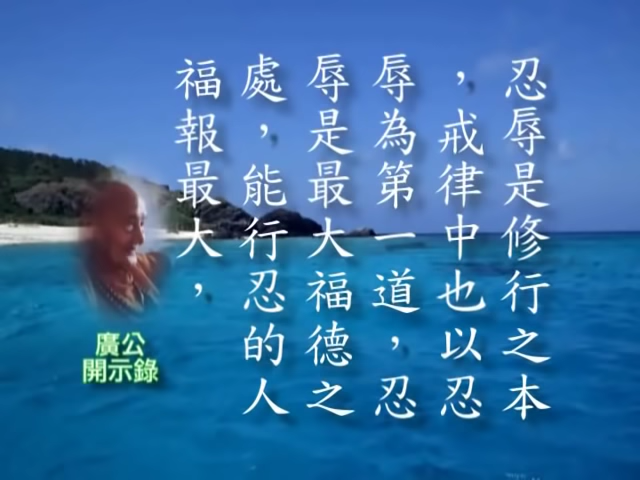 忍辱是修行之本
，戒律中也以忍
辱為第一道，忍
辱是最大福德之
處，能行忍的人
福報最大，
廣公
開示錄